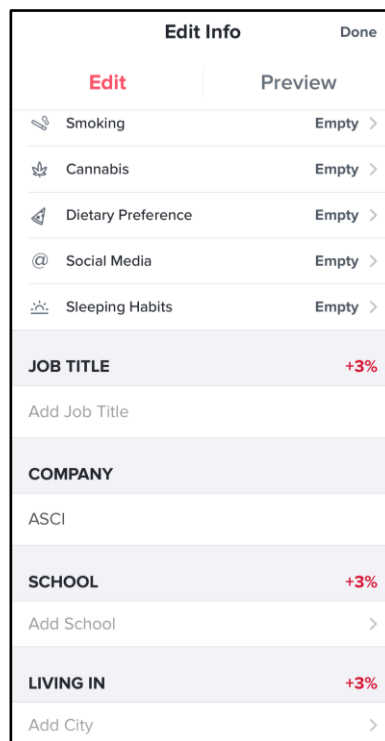 Edit Info Done
Edit Preview
Smoking Empty >
Cannabis Empty >
Dietary Preference Empty >
@ Social Media Empty >
Sleeping Habits Empty >
JOB TITLE +3%
Add Job Title
COMPANY
ASCI
SCHOOL +3%
Add School >
LIVING IN +3%
Add City >